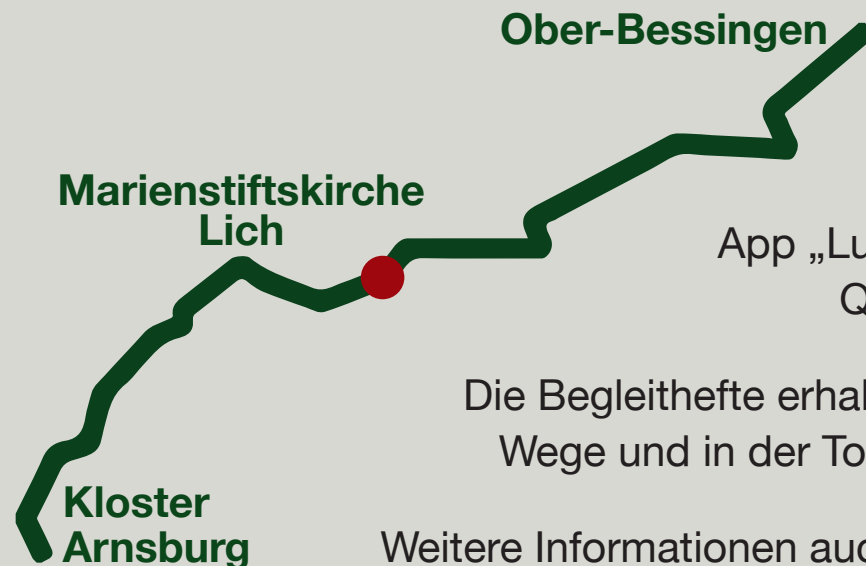 Ober-Bessingen
Marienstiftskirche
Lich
App „Lu
Q
Die Begleithefte erhal
Wege und in der To
Kloster
Arnsburg
Weitere Informationen auc